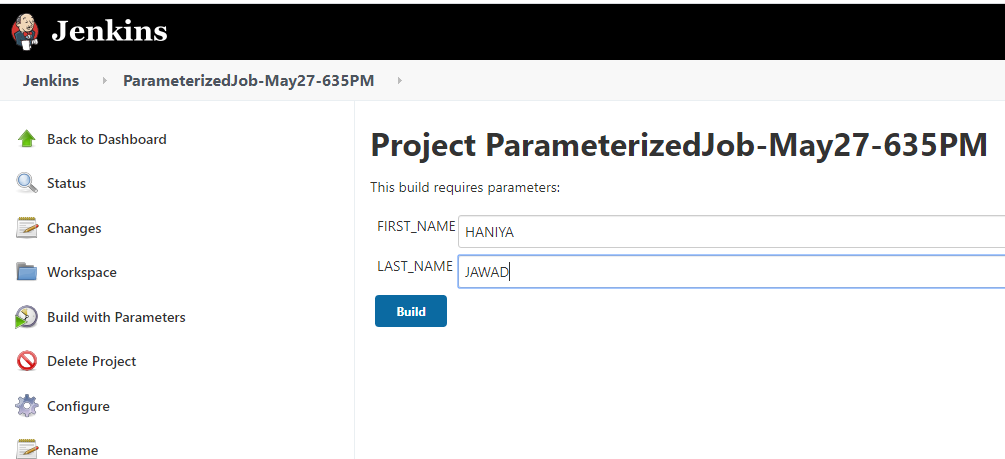 Jenkins
Jenkins ParameterizedJob-May27-635PM
Back to Dashboard
Status
Changes
Workspace
Build with Parameters
Delete Project
Configure
Rename
Project ParameterizedJob-May27-635PM
This build requires parameters:
FIRST_NAME HANIYA
LAST_NAME JAWAD
Build